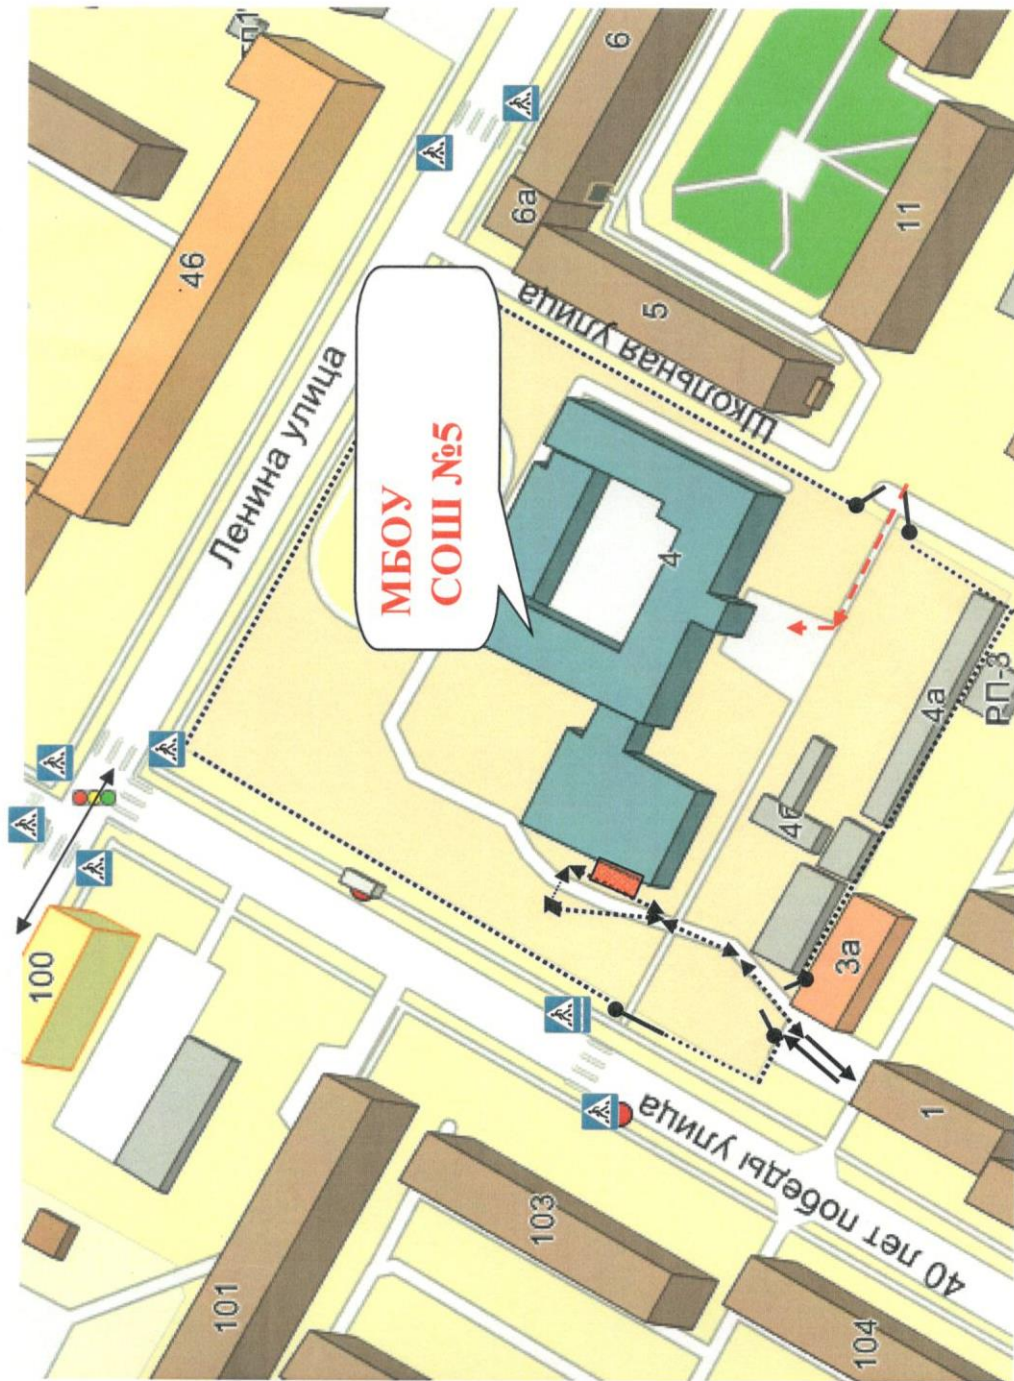 МБОУ
СОШ №5
Ленина улица
Школьная улица
40 лет победы улица
46
6
6а
5
11
4
4а
4б
РП-3
3а
1
100
101
103
104